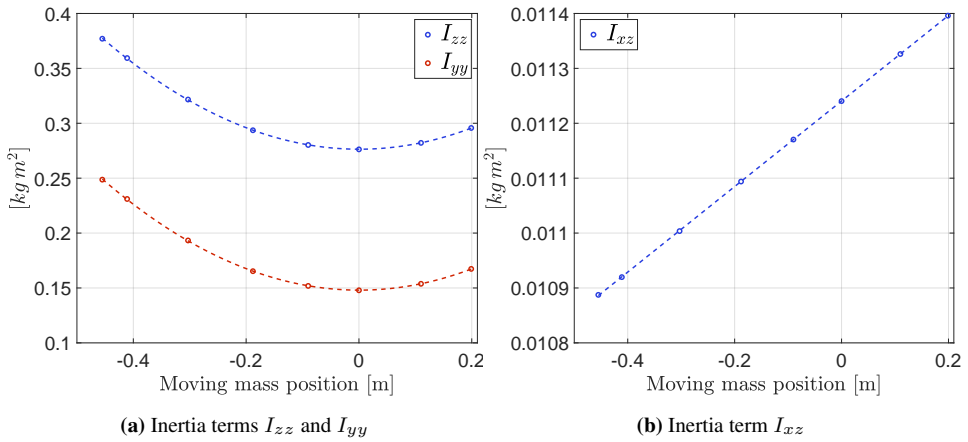 0.4
0.35
0.3
0.25
0.2
0.15
0.1
[kg m²]
I_zz
I_yy
-0.4 -0.2 0 0.2
Moving mass position [m]
(a) Inertia terms I_zz and I_yy
0.0114
0.0113
0.0112
0.0111
0.011
0.0109
0.0108
[kg m²]
I_xz
-0.4 -0.2 0 0.2
Moving mass position [m]
(b) Inertia term I_xz